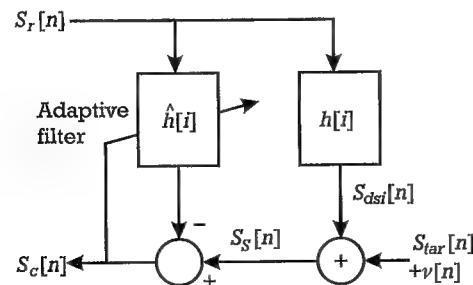 S_r[n]
Adaptive
filter
ĥ[i]
h[i]
S_dsi[n]
−
S_c[n]
+
S_S[n]
+
S_tar[n]
+ν[n]